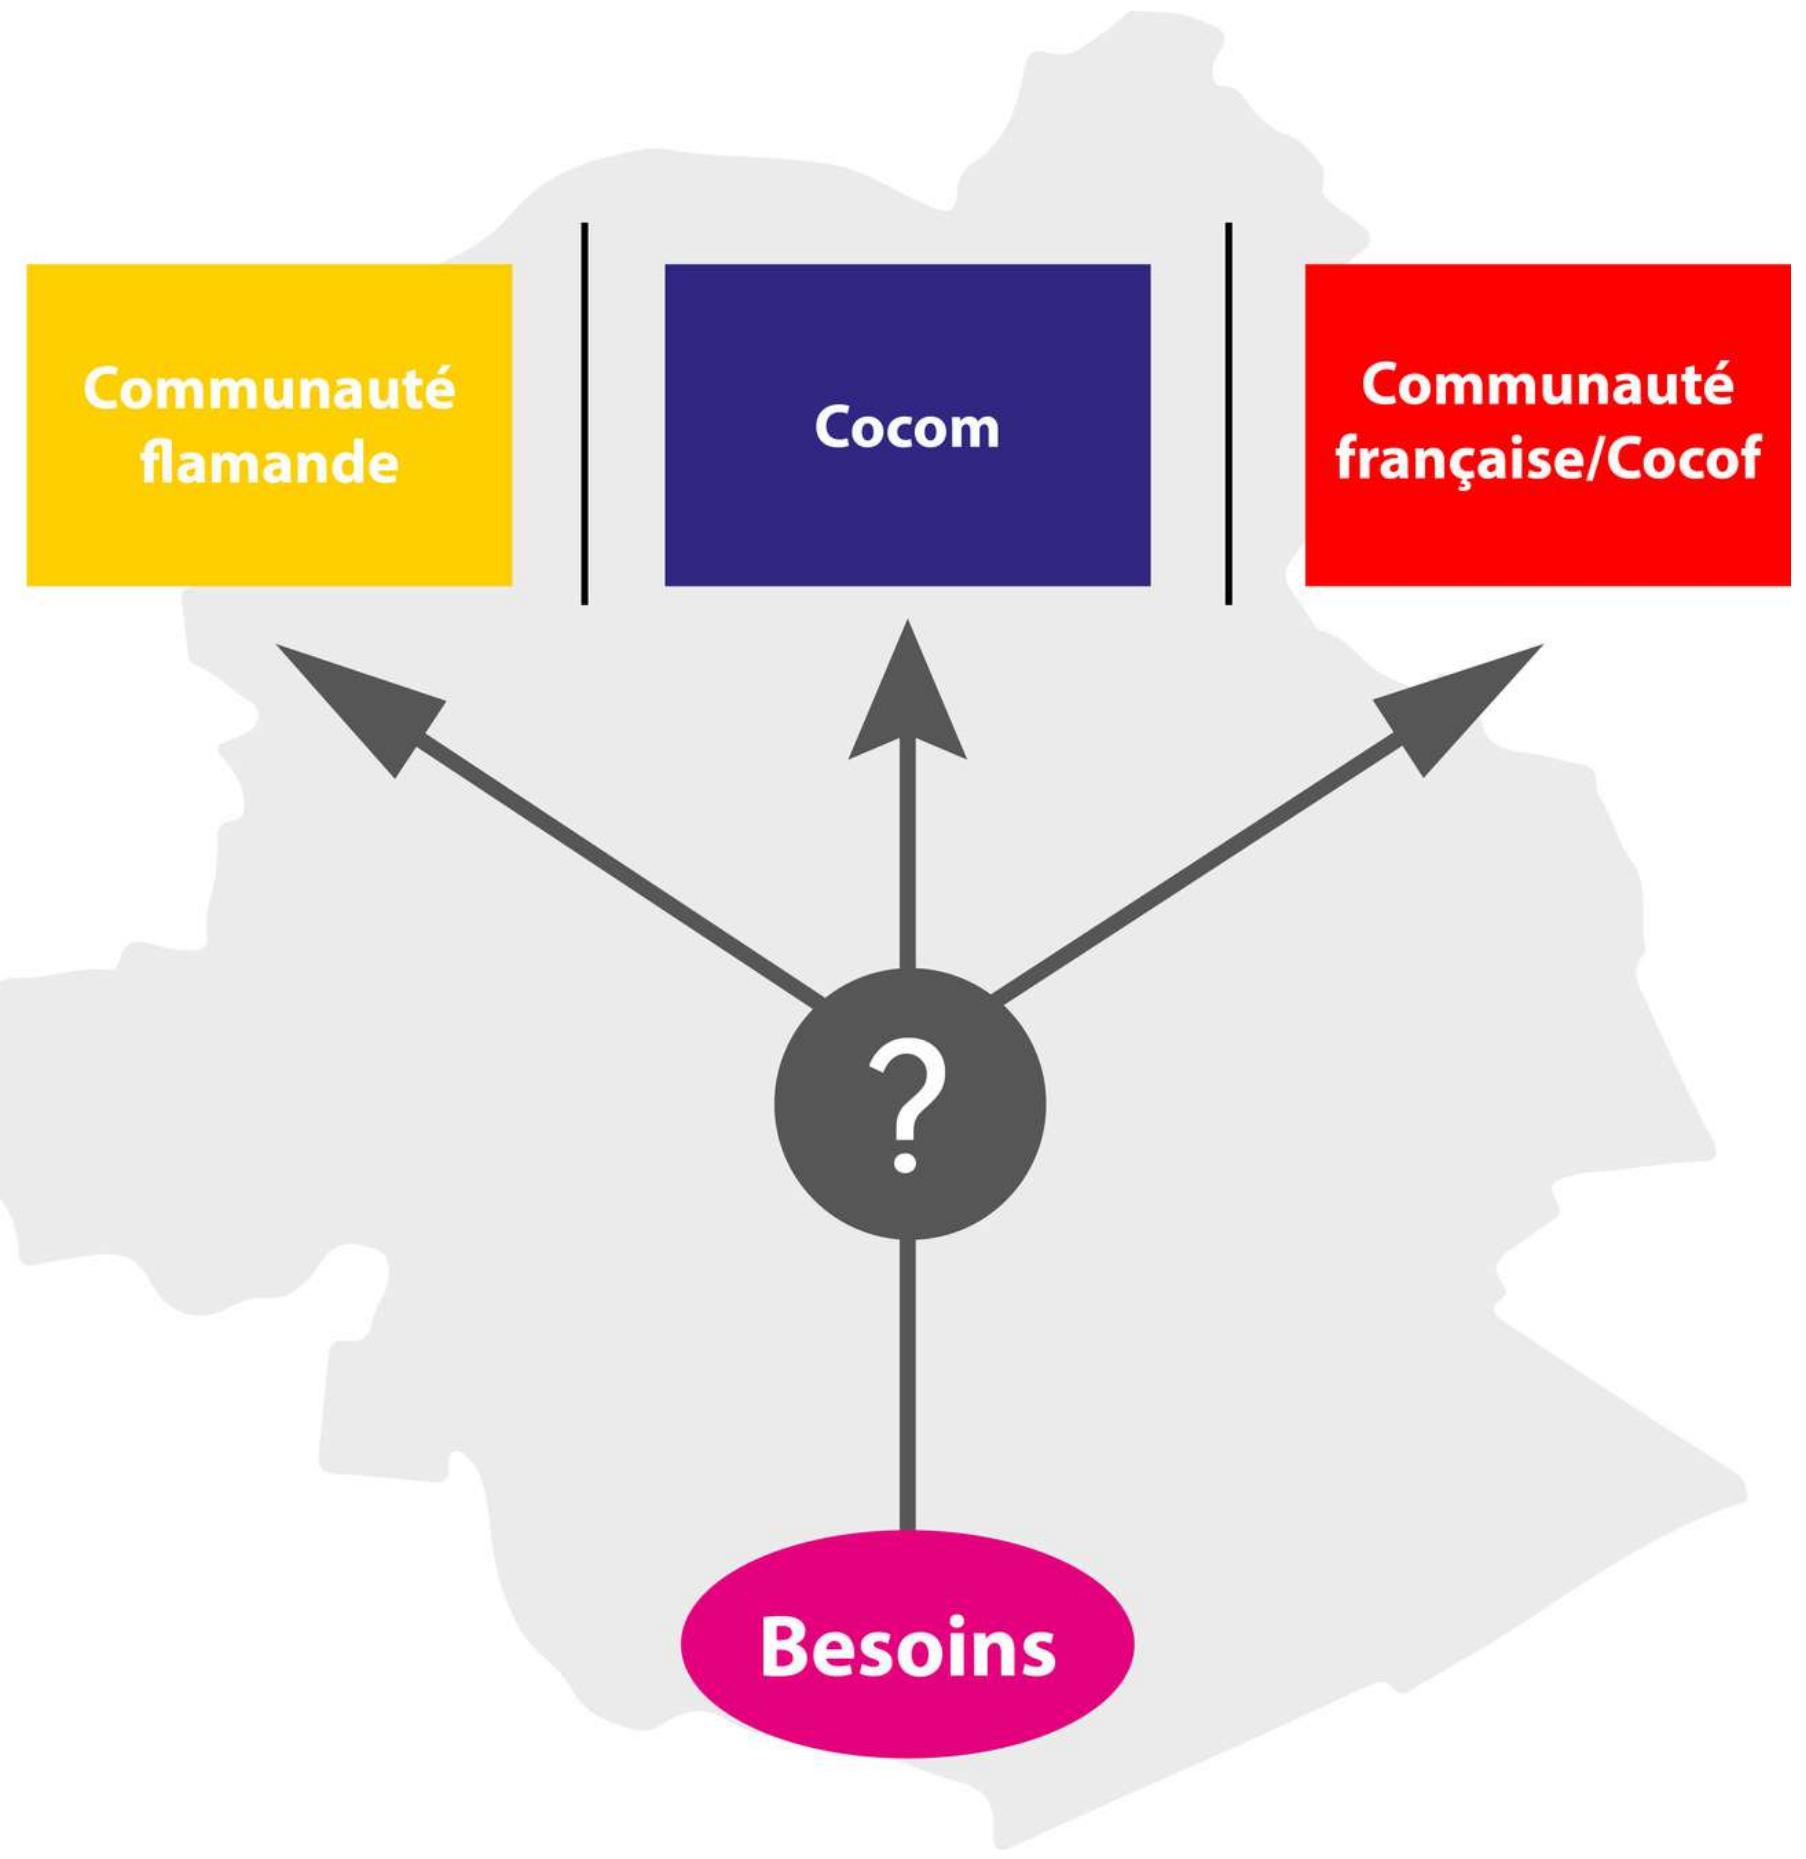 Communauté
flamande
Cocom
Communauté
française/Cocof
?
Besoins